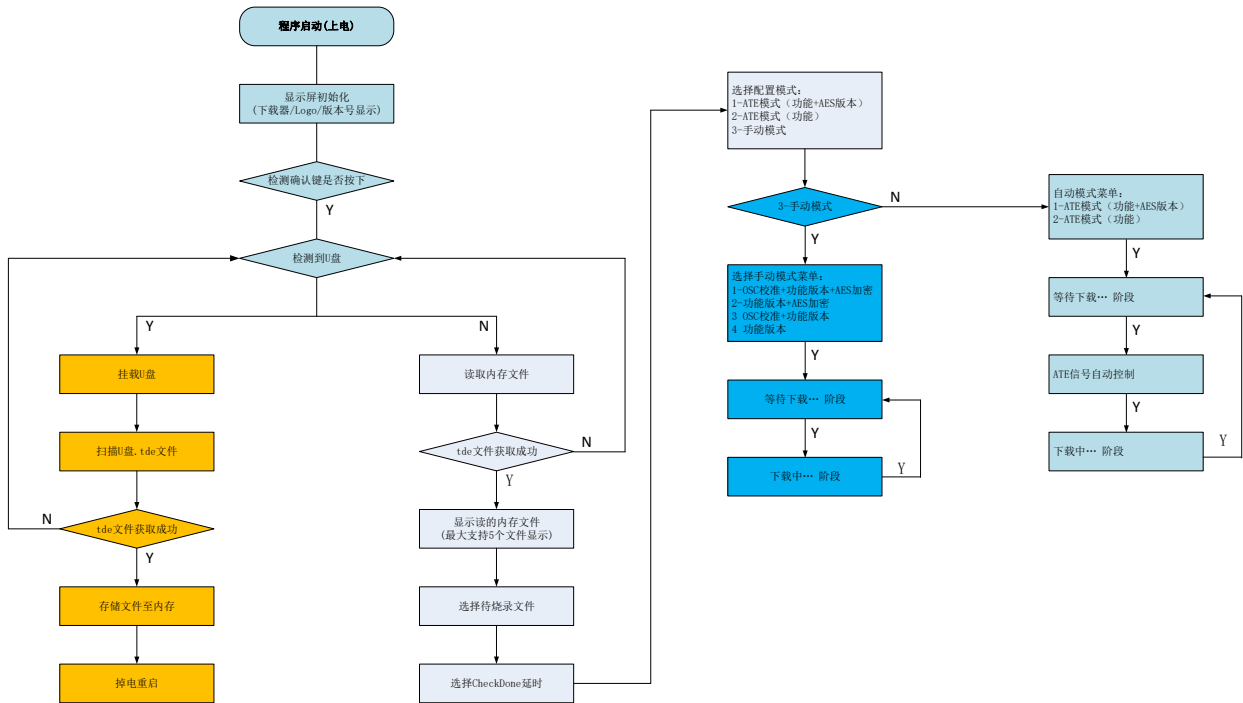 程序启动(上电)
显示屏初始化
(下载器/Logo/版本号显示)
检测确认键是否按下
Y
检测到U盘
Y
N
挂载U盘
扫描U盘.tde文件
tde文件获取成功
N
Y
存储文件至内存
掉电重启
读取内存文件
tde文件获取成功
N
Y
显示读的内存文件
(最大支持5个文件显示)
选择待烧录文件
选择CheckDone延时
选择配置模式：
1-ATE模式（功能+AES版本）
2-ATE模式（功能）
3-手动模式
3-手动模式
N
Y
选择手动模式菜单：
1-OSC校准+功能版本+AES加密
2-功能版本+AES加密
3 OSC校准+功能版本
4 功能版本
Y
等待下载… 阶段
Y
下载中… 阶段
Y
自动模式菜单：
1-ATE模式（功能+AES版本）
2-ATE模式（功能）
Y
等待下载… 阶段
Y
ATE信号自动控制
Y
下载中… 阶段
Y